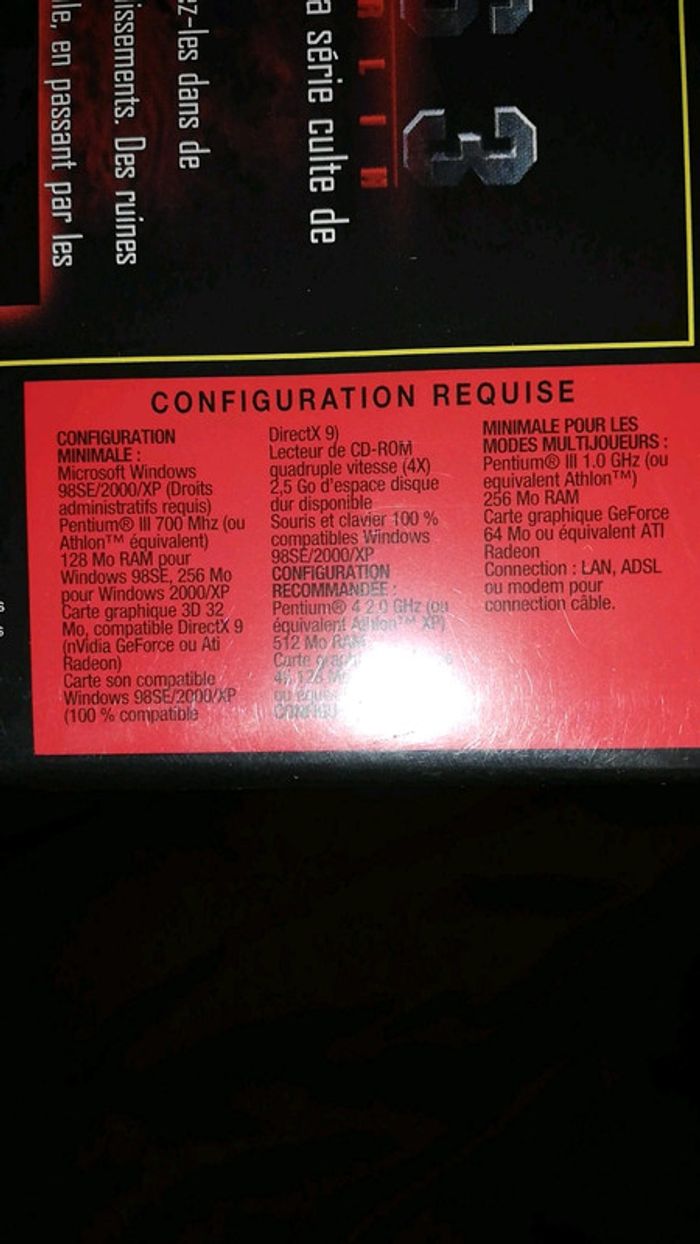 3
a série culte de
ez-les dans de
issements. Des ruines
le, en passant par les
CONFIGURATION REQUISE
CONFIGURATION
MINIMALE :
Microsoft Windows
98SE/2000/XP (Droits
administratifs requis)
Pentium® III 700 Mhz (ou
Athlon™ équivalent)
128 Mo RAM pour
Windows 98SE, 256 Mo
pour Windows 2000/XP
Carte graphique 3D 32
Mo, compatible DirectX 9
(nVidia GeForce ou Ati
Radeon)
Carte son compatible
Windows 98SE/2000/XP
(100 % compatible
DirectX 9)
Lecteur de CD-ROM
quadruple vitesse (4X)
2,5 Go d'espace disque
dur disponible
Souris et clavier 100 %
compatibles Windows
98SE/2000/XP
CONFIGURATION
RECOMMANDÉE :
Pentium® 4 2.0 GHz (ou
équivalent Athlon™ XP)
512 Mo RAM
Carte
128
ou
MINIMALE POUR LES
MODES MULTIJOUEURS :
Pentium® III 1.0 GHz (ou
equivalent Athlon™)
256 Mo RAM
Carte graphique GeForce
64 Mo ou équivalent ATI
Radeon
Connection : LAN, ADSL
ou modem pour
connection câble.